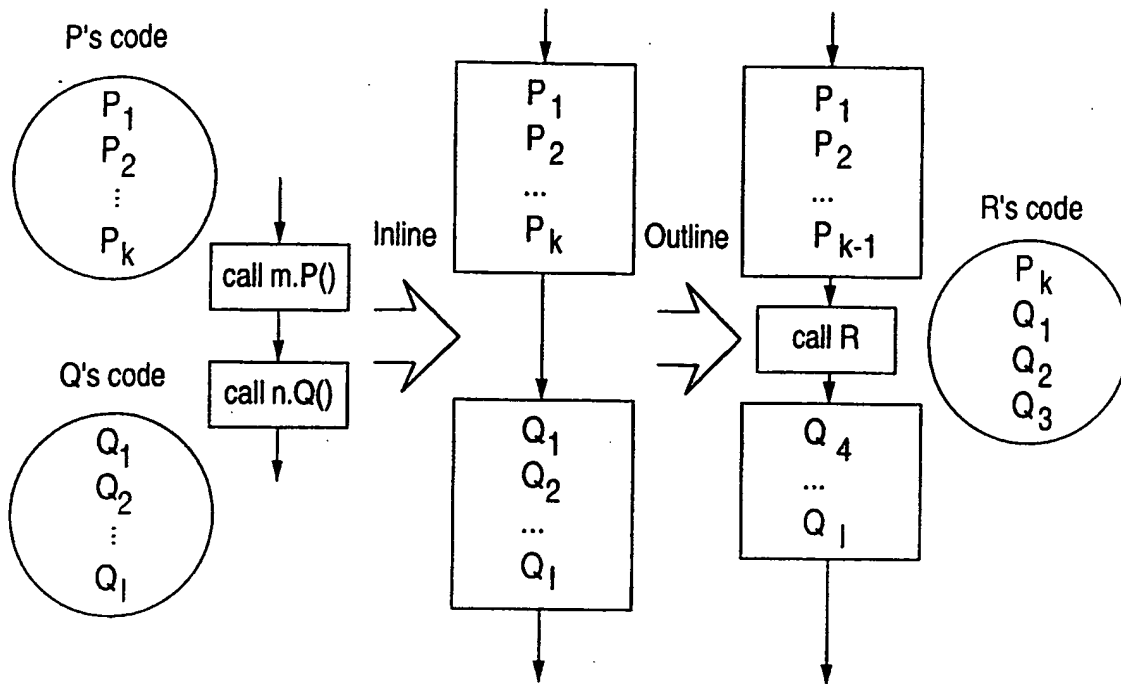 P's code
P1
P2
...
Pk
call m.P()
call n.Q()
Q's code
Q1
Q2
...
Ql
Inline
P1
P2
...
Pk
Q1
Q2
...
Ql
Outline
P1
P2
...
Pk-1
call R
Q4
...
Ql
R's code
Pk
Q1
Q2
Q3